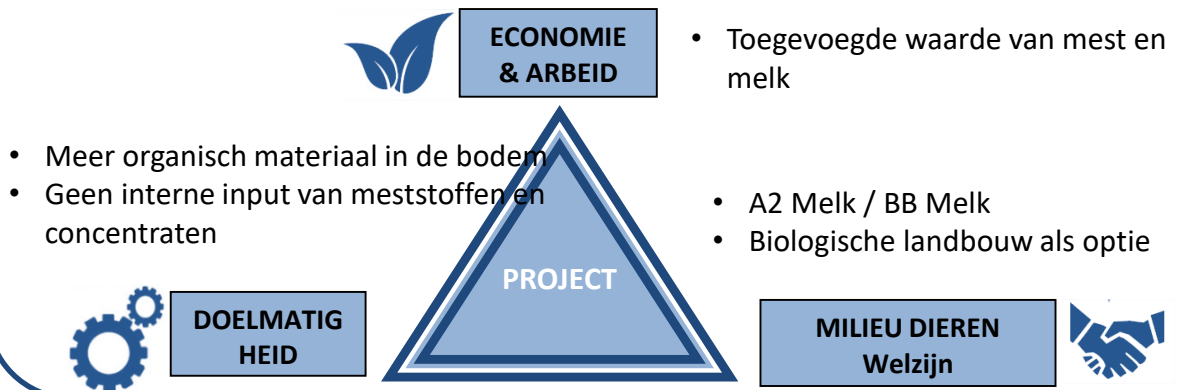 ECONOMIE
& ARBEID
• Toegevoegde waarde van mest en
melk
• Meer organisch materiaal in de bodem
• Geen interne input van meststoffen en
concentraten
• A2 Melk / BB Melk
• Biologische landbouw als optie
PROJECT
DOELMATIG
HEID
MILIEU DIEREN
Welzijn